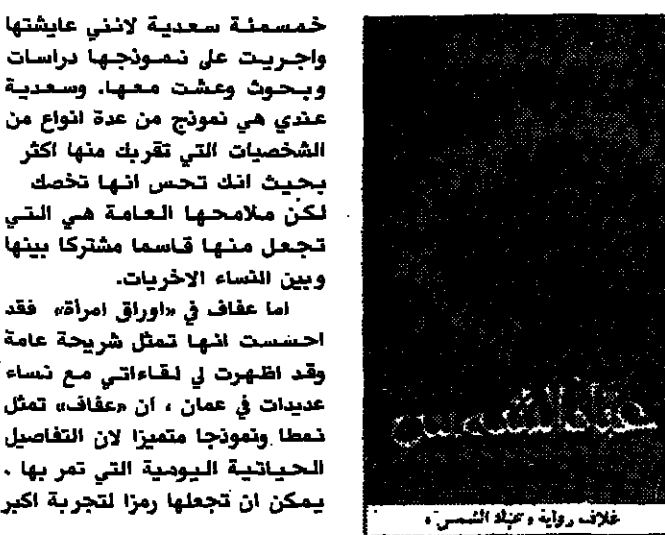 خمسمئة سعدية لانني عايشتها
واجريت على نموذجها دراسات
وبحوث وعشت معها، وسعدية
عندي هي نموذج من عدة انواع من
الشخصيات التي تقربك منها اكثر
بحيث انك تحس انها تخصك
لكن ملامحها العامة هي التي
تجعل منها قاسما مشتركا بينها
وبين النساء الاخريات.
اما عفاف في «اوراق امرأة» فقد
احسست انها تمثل شريحة عامة
وقد اظهرت لي لقاءاتي مع نساء
عديدات في عمان ، ان «عفاف» تمثل
نمطا ونموذجا متميزا لان التفاصيل
الحياتية اليومية التي تمر بها .
يمكن ان تجعلها رمزا لتجربة اكبر
عباد الشمس
غلاف رواية «عباد الشمس»